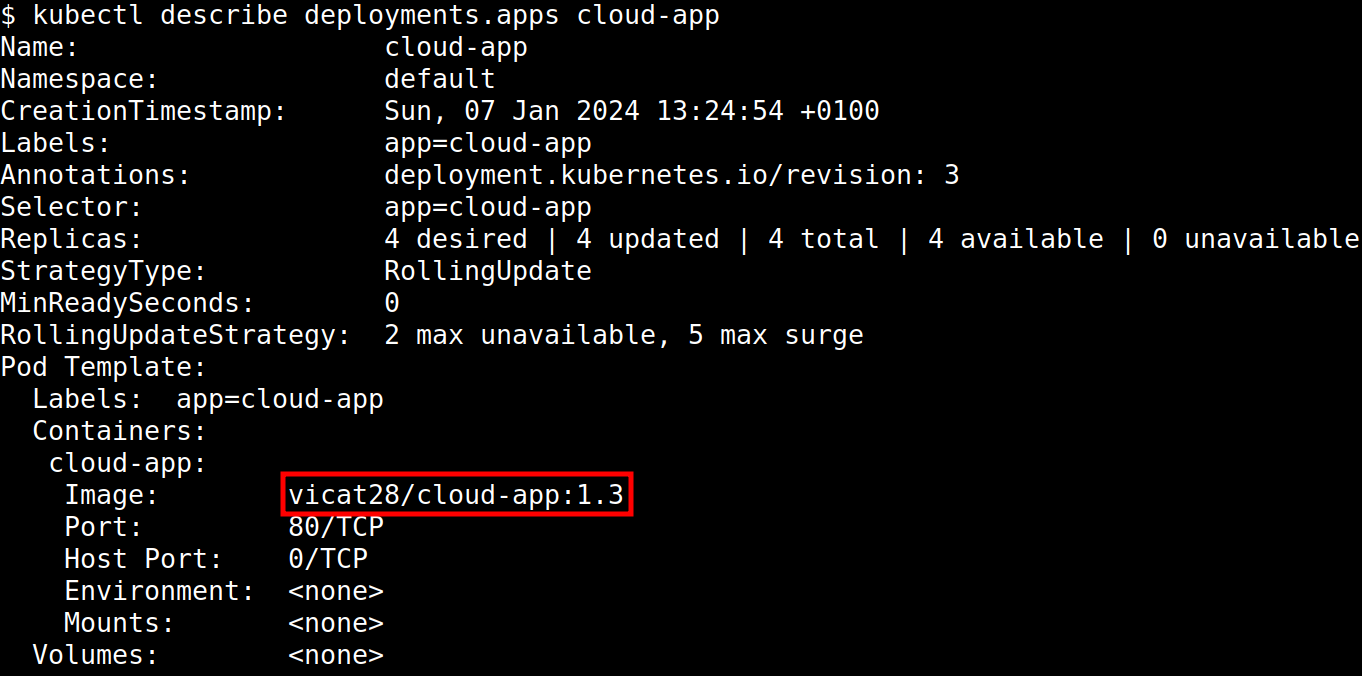 $ kubectl describe deployments.apps cloud-app
Name:                   cloud-app
Namespace:              default
CreationTimestamp:      Sun, 07 Jan 2024 13:24:54 +0100
Labels:                 app=cloud-app
Annotations:            deployment.kubernetes.io/revision: 3
Selector:               app=cloud-app
Replicas:               4 desired | 4 updated | 4 total | 4 available | 0 unavailable
StrategyType:           RollingUpdate
MinReadySeconds:        0
RollingUpdateStrategy:  2 max unavailable, 5 max surge
Pod Template:
  Labels:  app=cloud-app
  Containers:
   cloud-app:
    Image:        vicat28/cloud-app:1.3
    Port:         80/TCP
    Host Port:    0/TCP
    Environment:  <none>
    Mounts:       <none>
  Volumes:        <none>